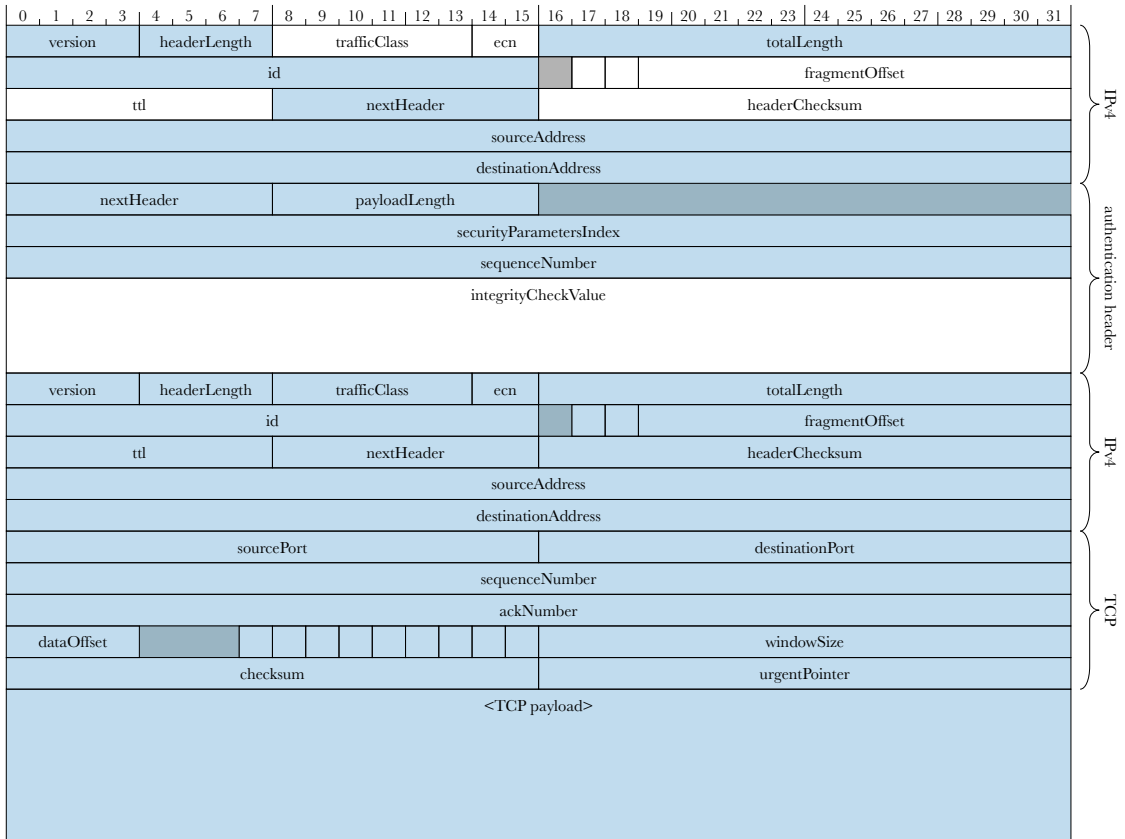 0 1 2 3 4 5 6 7 8 9 10 11 12 13 14 15 16 17 18 19 20 21 22 23 24 25 26 27 28 29 30 31
version headerLength trafficClass ecn totalLength
id fragmentOffset
ttl nextHeader headerChecksum
sourceAddress
destinationAddress
IPv4
nextHeader payloadLength
securityParametersIndex
sequenceNumber
integrityCheckValue
authentication header
version headerLength trafficClass ecn totalLength
id fragmentOffset
ttl nextHeader headerChecksum
sourceAddress
destinationAddress
IPv4
sourcePort destinationPort
sequenceNumber
ackNumber
dataOffset windowSize
checksum urgentPointer
TCP
<TCP payload>